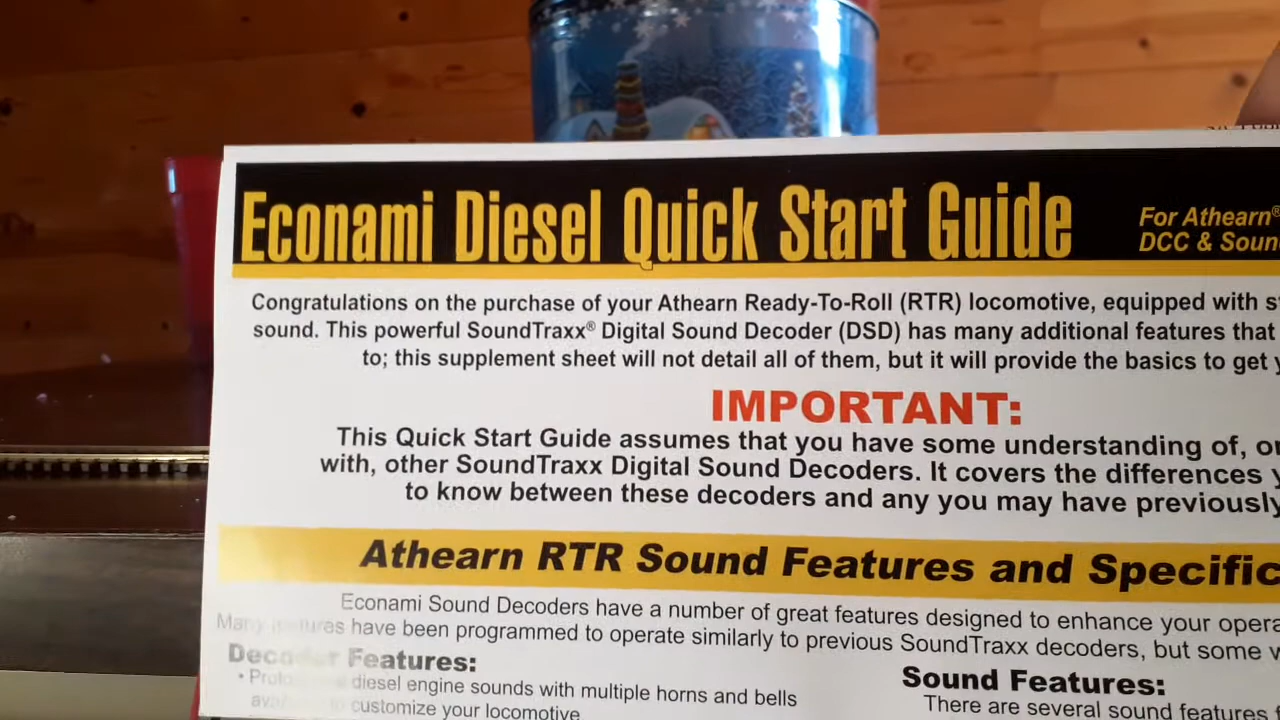 Econami Diesel Quick Start Guide
For Athearn®
DCC & Soun
Congratulations on the purchase of your Athearn Ready-To-Roll (RTR) locomotive, equipped with s
sound. This powerful SoundTraxx® Digital Sound Decoder (DSD) has many additional features that
to; this supplement sheet will not detail all of them, but it will provide the basics to get
IMPORTANT:
This Quick Start Guide assumes that you have some understanding of, o
with, other SoundTraxx Digital Sound Decoders. It covers the differences
to know between these decoders and any you may have previously
Athearn RTR Sound Features and Specific
Econami Sound Decoders have a number of great features designed to enhance your opera
Many features have been programmed to operate similarly to previous SoundTraxx decoders, but some
Decoder Features:
• diesel engine sounds with multiple horns and bells
to customize your locomotive
Sound Features:
There are several sound features